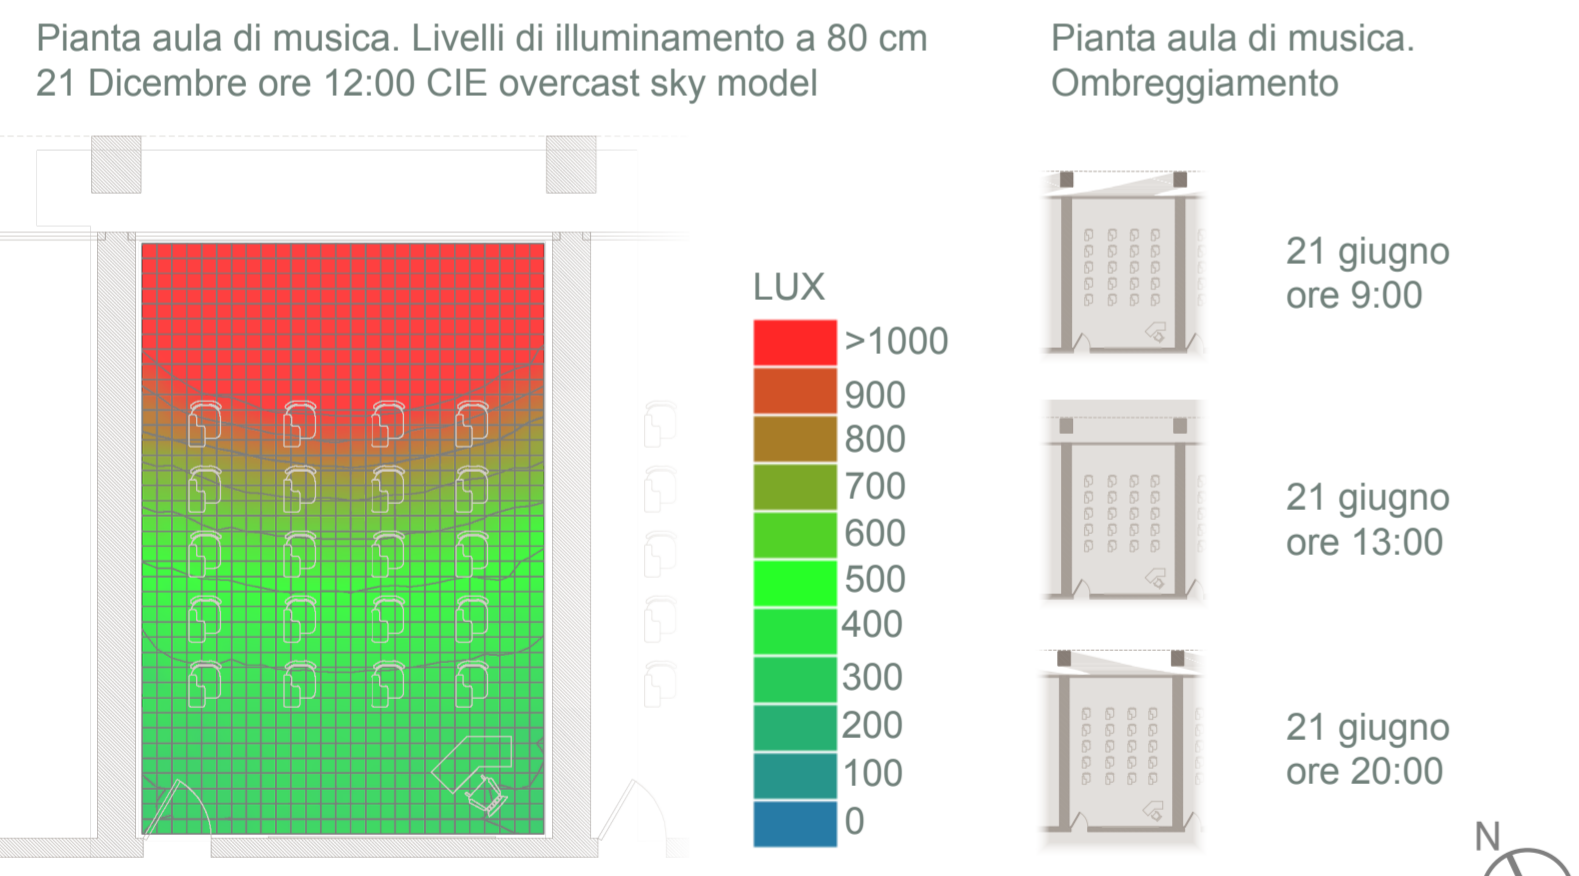 Pianta aula di musica. Livelli di illuminamento a 80 cm
21 Dicembre ore 12:00 CIE overcast sky model
Pianta aula di musica.
Ombreggiamento
LUX
>1000
900
800
700
600
500
400
300
200
100
0
21 giugno
ore 9:00
21 giugno
ore 13:00
21 giugno
ore 20:00
N